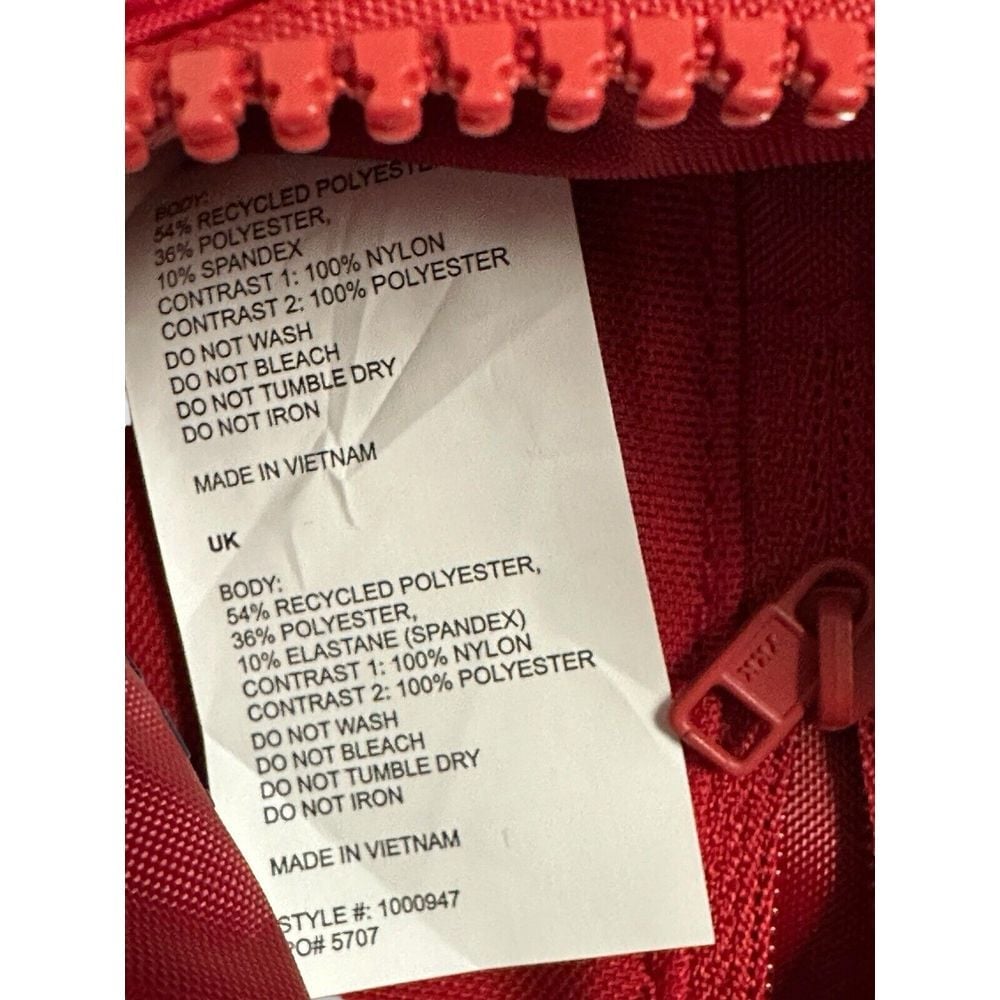 BODY:
54% RECYCLED POLYESTE
36% POLYESTER,
10% SPANDEX
CONTRAST 1: 100% NYLON
CONTRAST 2: 100% POLYESTER
DO NOT WASH
DO NOT BLEACH
DO NOT TUMBLE DRY
DO NOT IRON
MADE IN VIETNAM
UK
BODY:
54% RECYCLED POLYESTER,
36% POLYESTER,
10% ELASTANE (SPANDEX)
CONTRAST 1: 100% NYLON
CONTRAST 2: 100% POLYESTER
DO NOT WASH
DO NOT BLEACH
DO NOT TUMBLE DRY
DO NOT IRON
MADE IN VIETNAM
STYLE #: 1000947
PO# 5707
YKK